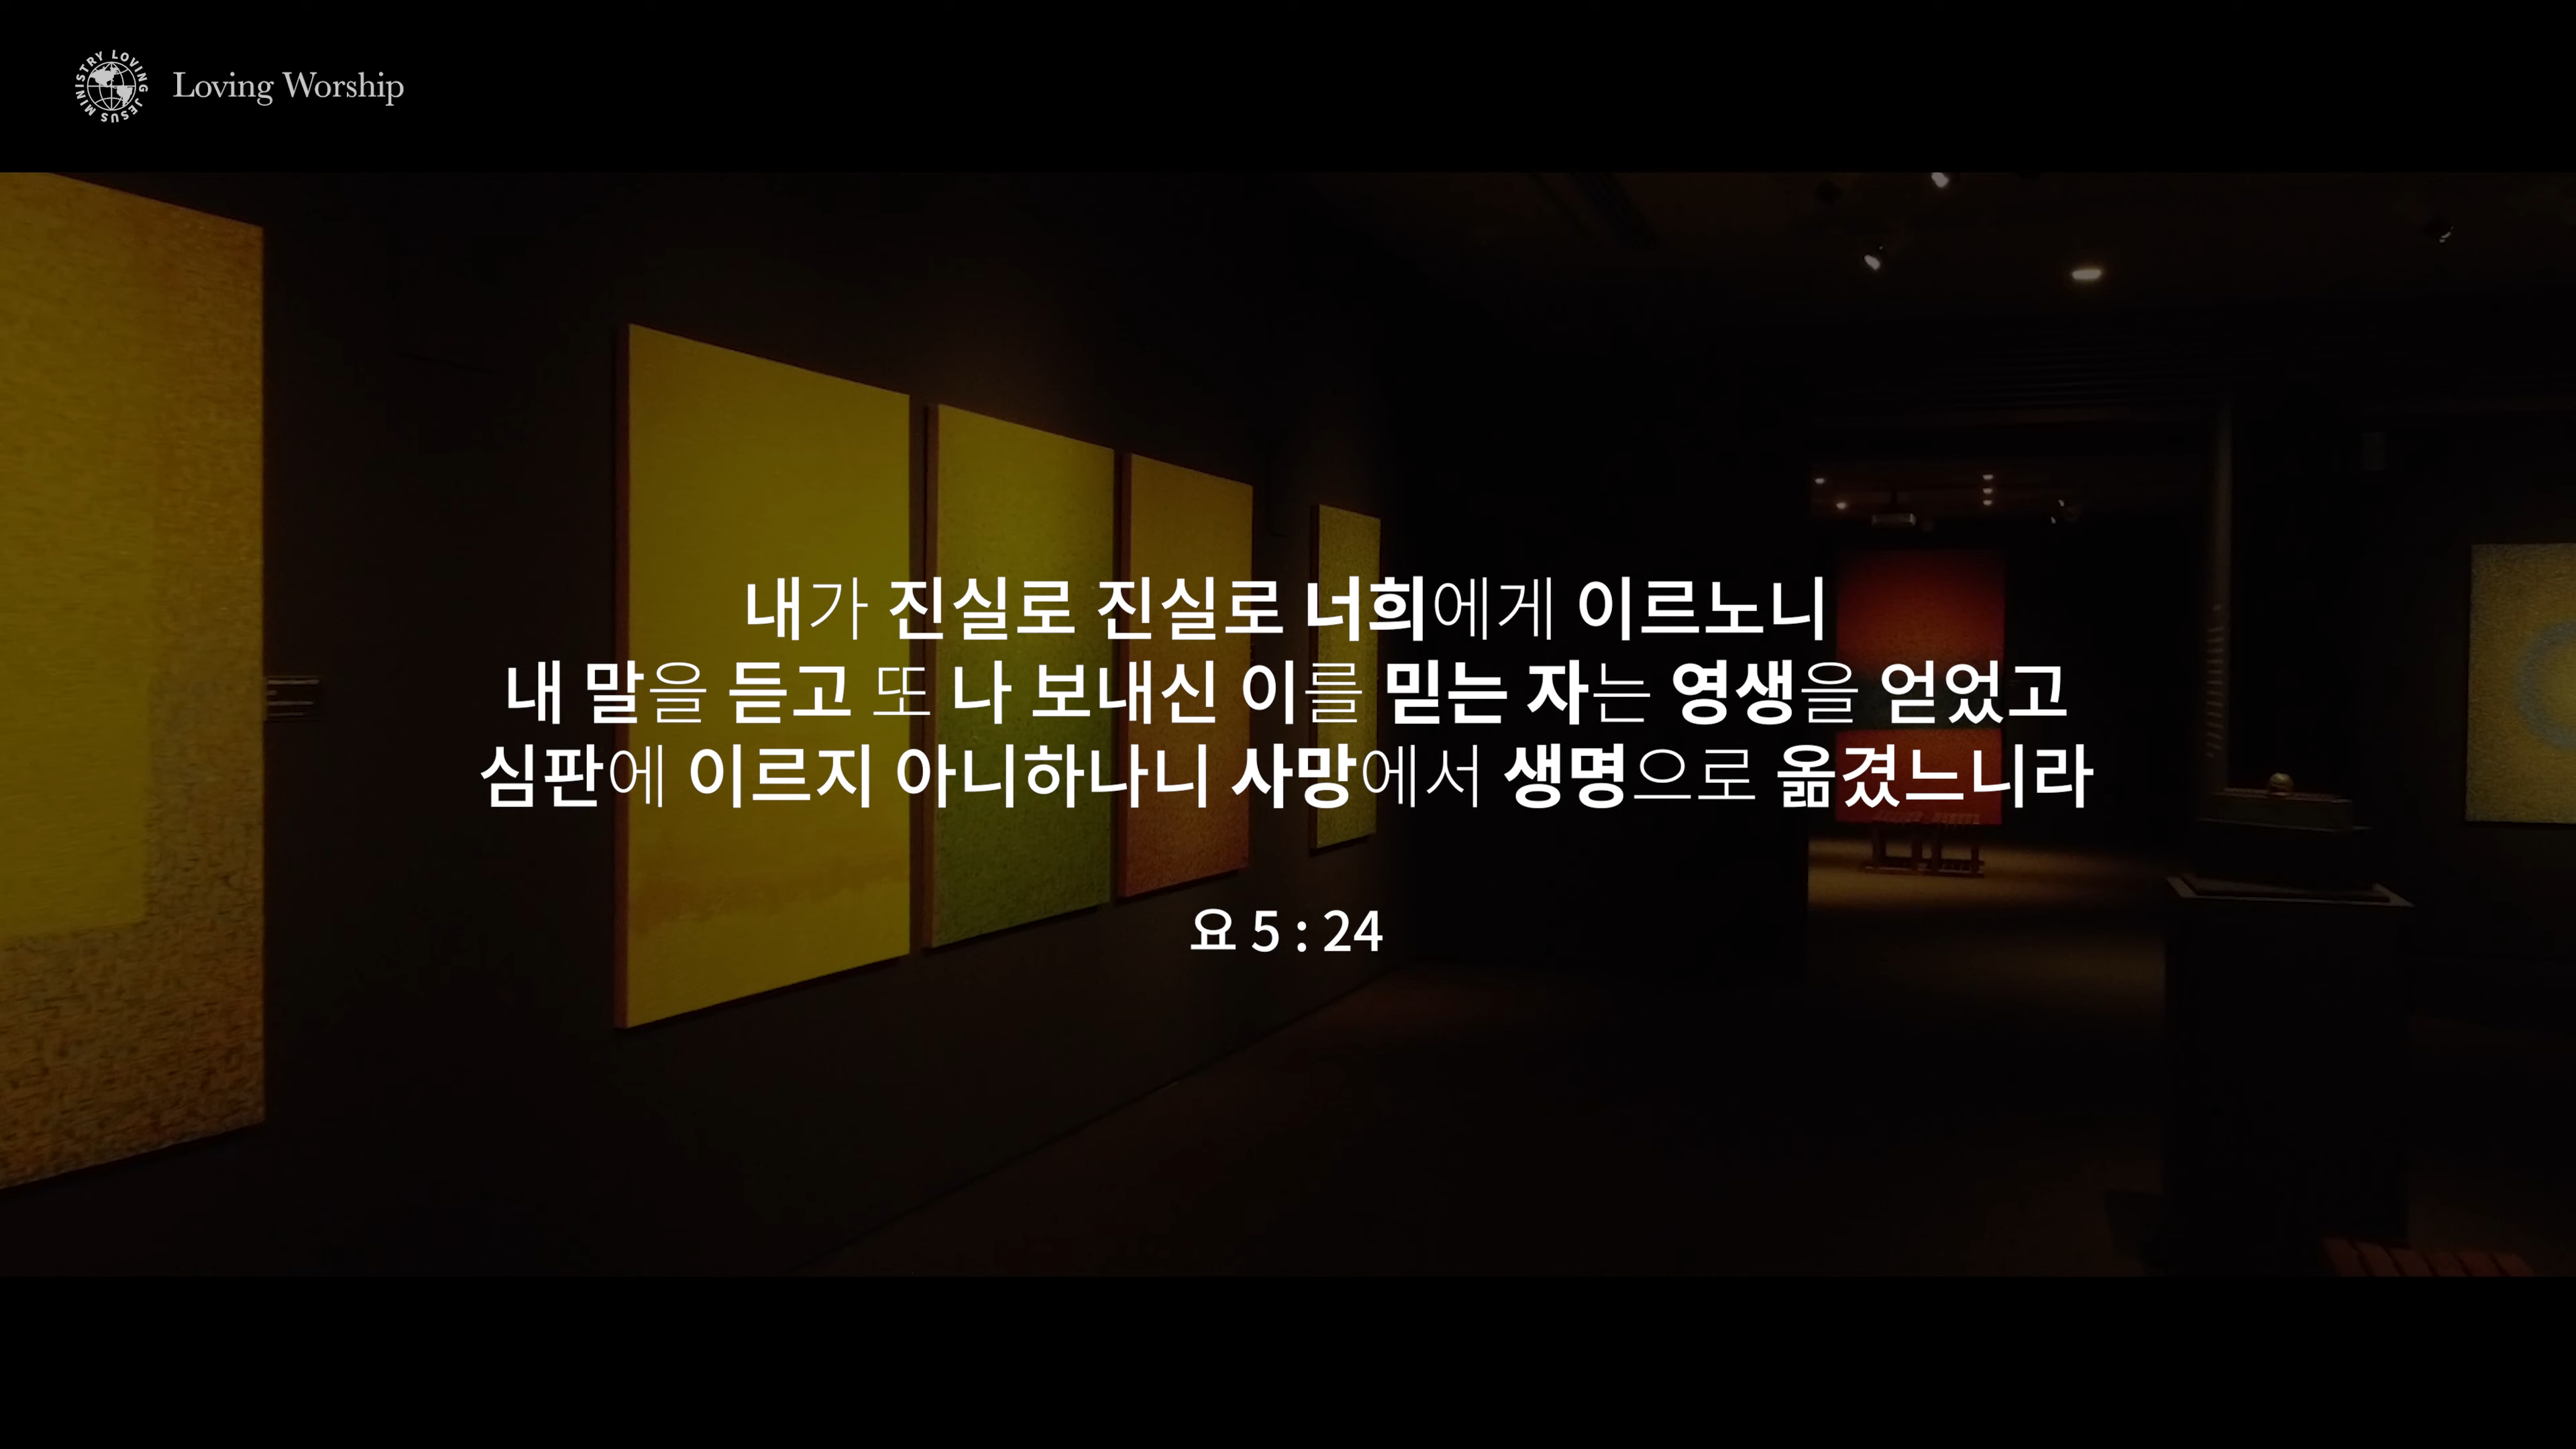 MINISTRY LOVING JESUS
Loving Worship
내가 진실로 진실로 너희에게 이르노니
내 말을 듣고 또 나 보내신 이를 믿는 자는 영생을 얻었고
심판에 이르지 아니하나니 사망에서 생명으로 옮겼느니라
요 5 : 24